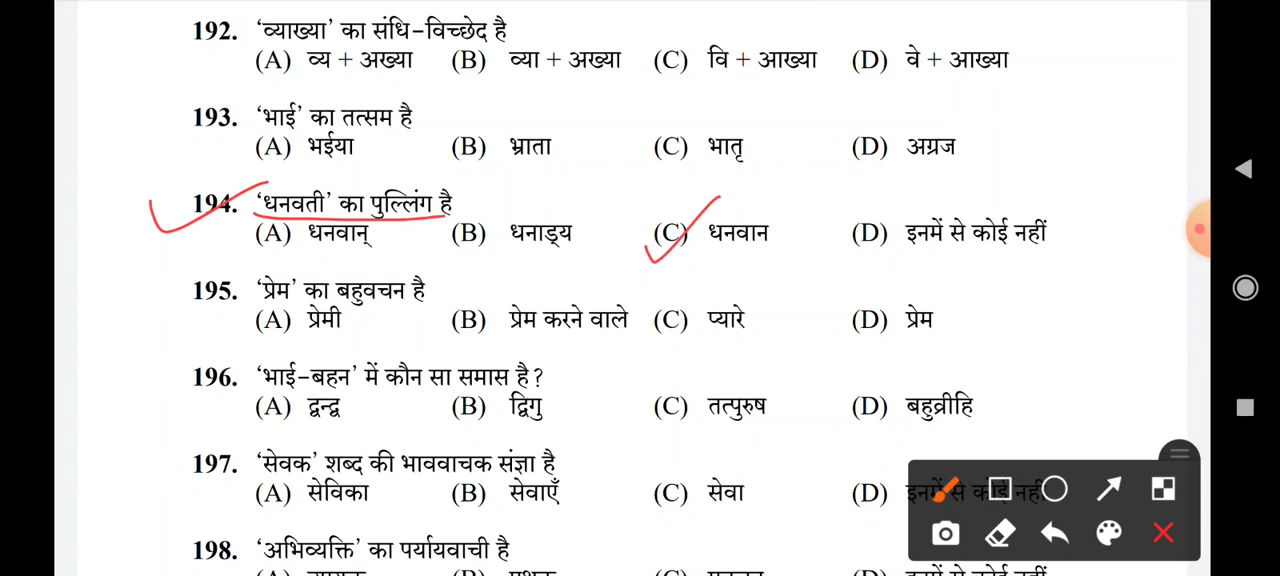 192. ‘व्याख्या’ का संधि-विच्छेद है
(A) व्य + अख्या (B) व्या + अख्या (C) वि + आख्या (D) वे + आख्या
193. ‘भाई’ का तत्सम है
(A) भईया (B) भ्राता (C) भातृ (D) अग्रज
194. ‘धनवती’ का पुल्लिंग है
(A) धनवान् (B) धनाड्य (C) धनवान (D) इनमें से कोई नहीं
195. ‘प्रेम’ का बहुवचन है
(A) प्रेमी (B) प्रेम करने वाले (C) प्यारे (D) प्रेम
196. ‘भाई-बहन’ में कौन सा समास है?
(A) द्वन्द्व (B) द्विगु (C) तत्पुरुष (D) बहुव्रीहि
197. ‘सेवक’ शब्द की भाववाचक संज्ञा है
(A) सेविका (B) सेवाएँ (C) सेवा (D) इनमें से कोई नहीं
198. ‘अभिव्यक्ति’ का पर्यायवाची है